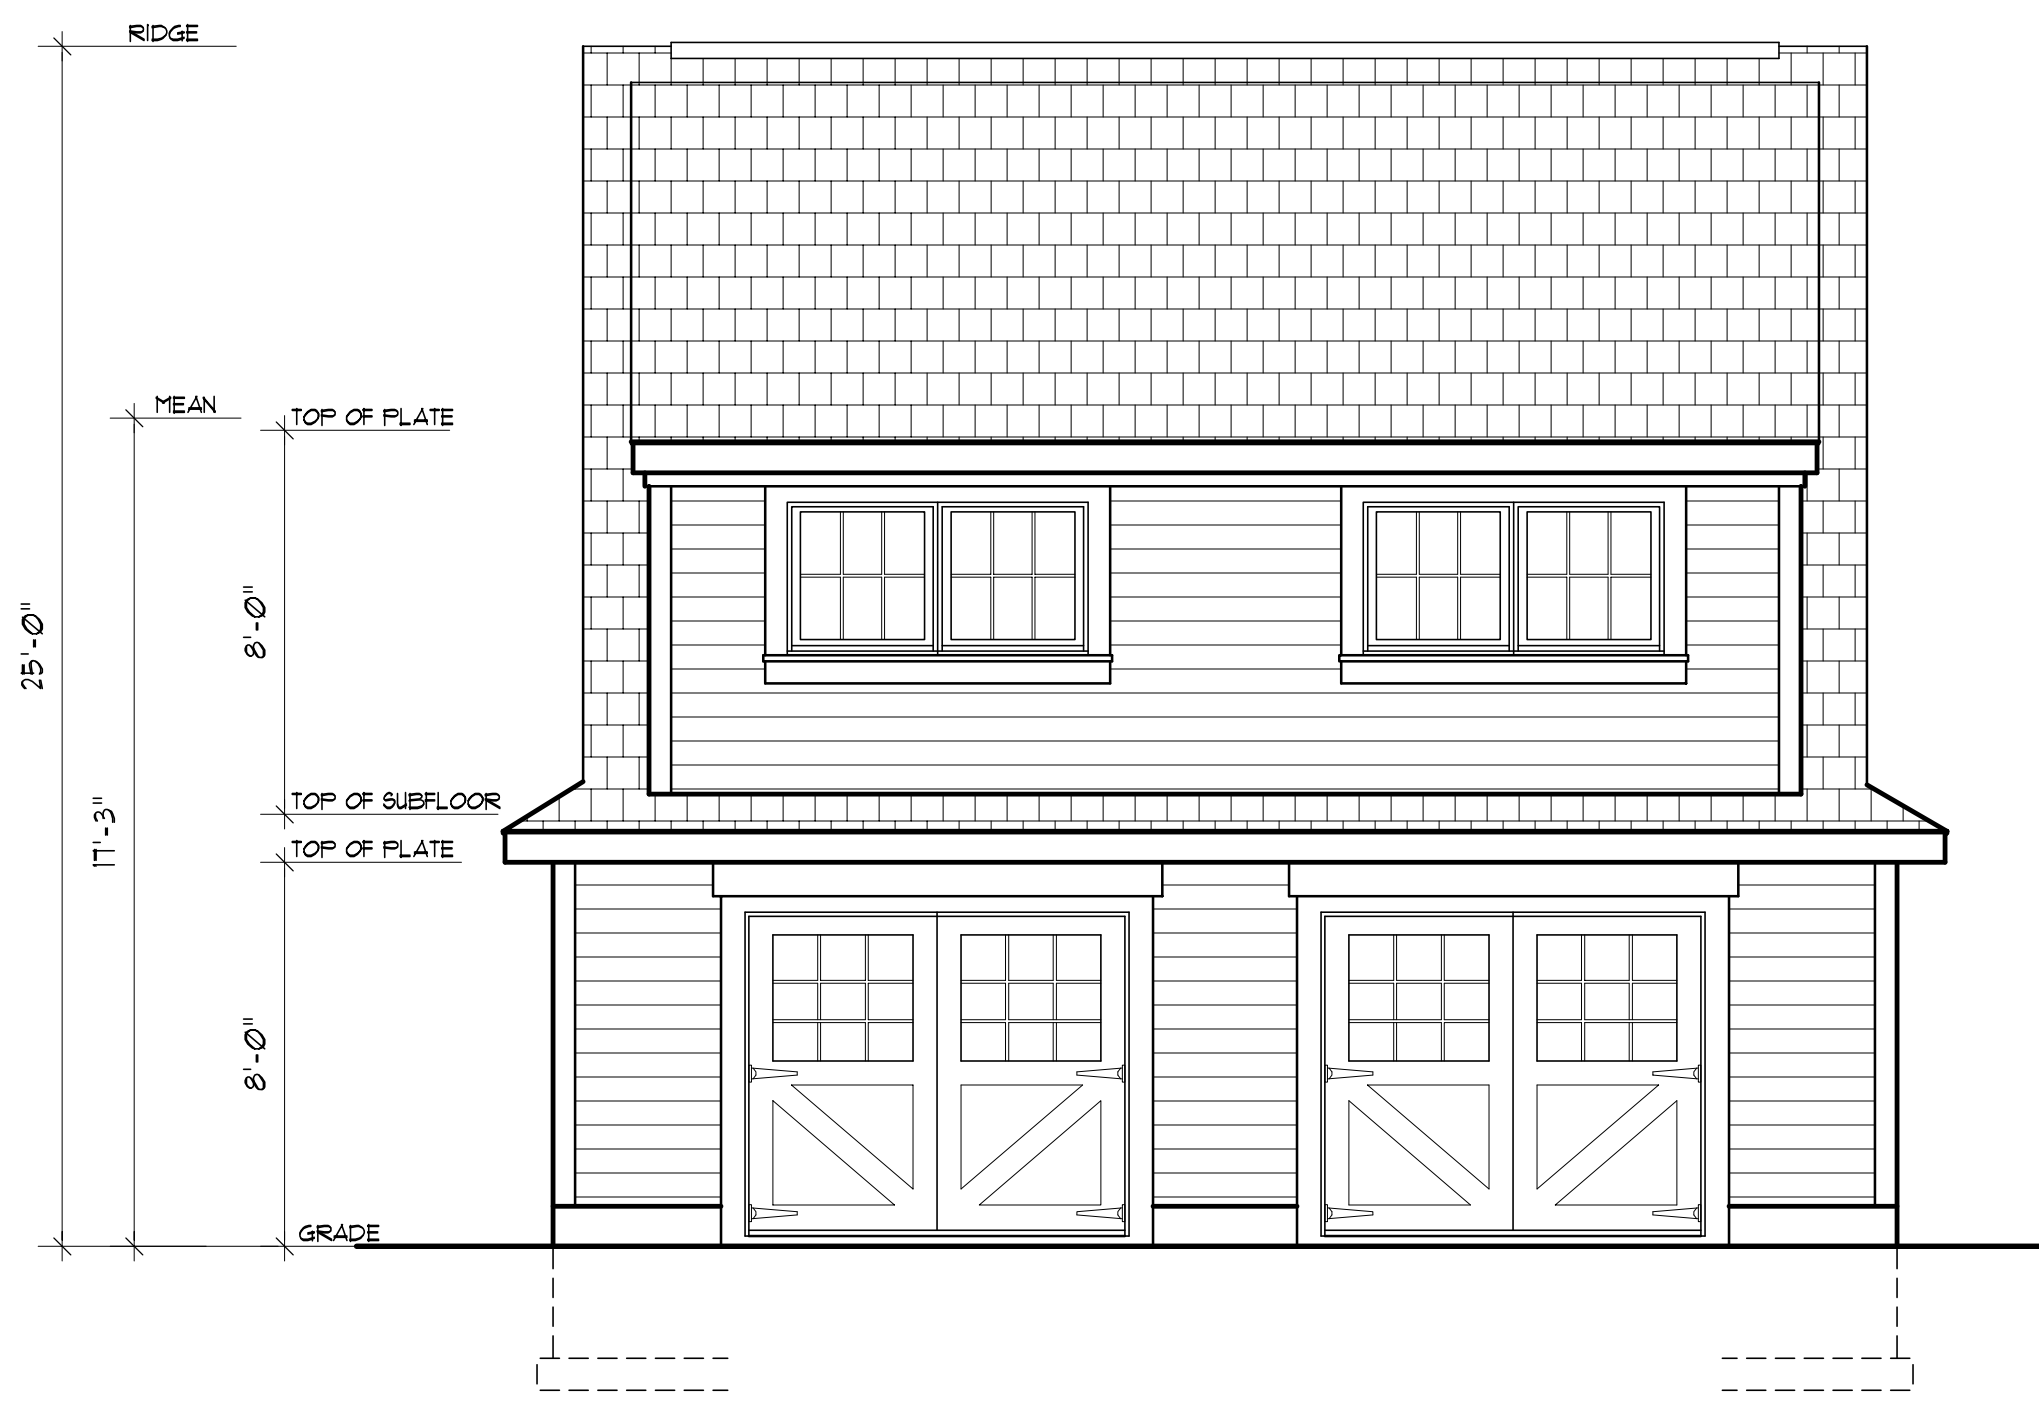 RIDGE
MEAN
TOP OF PLATE
8'-0"
25'-0"
TOP OF SUBFLOOR
TOP OF PLATE
17'-3"
8'-0"
GRADE